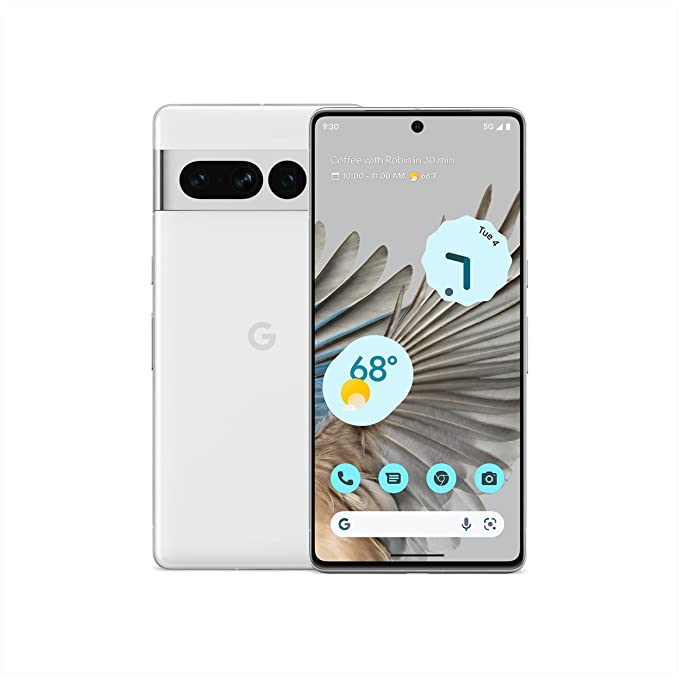 9:30
5G
Coffee with Robin in 30 min
10:00 - 11:00 AM 68°F
Tue 4
68°
G
G